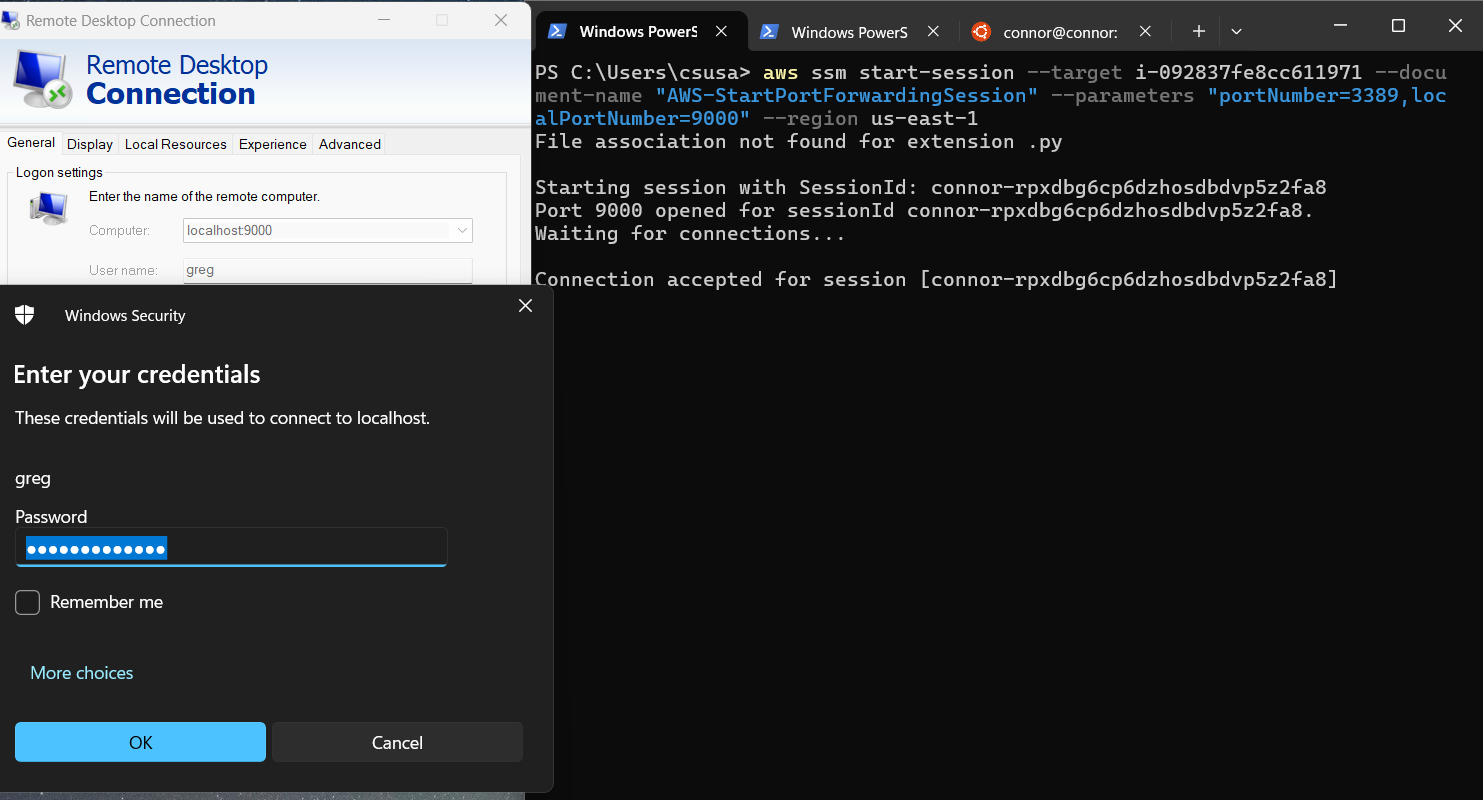 Remote Desktop Connection
Remote Desktop
Connection
General Display Local Resources Experience Advanced
Logon settings
Enter the name of the remote computer.
Computer: localhost:9000
User name: greg
Windows Security
Enter your credentials
These credentials will be used to connect to localhost.
greg
Password
Remember me
More choices
OK Cancel
Windows PowerS Windows PowerS connor@connor:
PS C:\Users\csusa> aws ssm start-session --target i-092837fe8cc611971 --docu
ment-name "AWS-StartPortForwardingSession" --parameters "portNumber=3389,loc
alPortNumber=9000" --region us-east-1
File association not found for extension .py
Starting session with SessionId: connor-rpxdbg6cp6dzhosdbdvp5z2fa8
Port 9000 opened for sessionId connor-rpxdbg6cp6dzhosdbdvp5z2fa8.
Waiting for connections...
Connection accepted for session [connor-rpxdbg6cp6dzhosdbdvp5z2fa8]